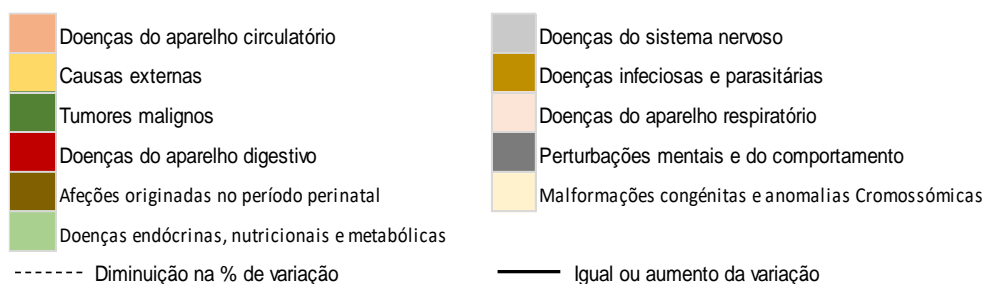 Doenças do aparelho circulatório
Causas externas
Tumores malignos
Doenças do aparelho digestivo
Afeções originadas no período perinatal
Doenças endócrinas, nutricionais e metabólicas
Doenças do sistema nervoso
Doenças infeciosas e parasitárias
Doenças do aparelho respiratório
Perturbações mentais e do comportamento
Malformações congénitas e anomalias Cromossómicas
Diminuição na % de variação
Igual ou aumento da variação